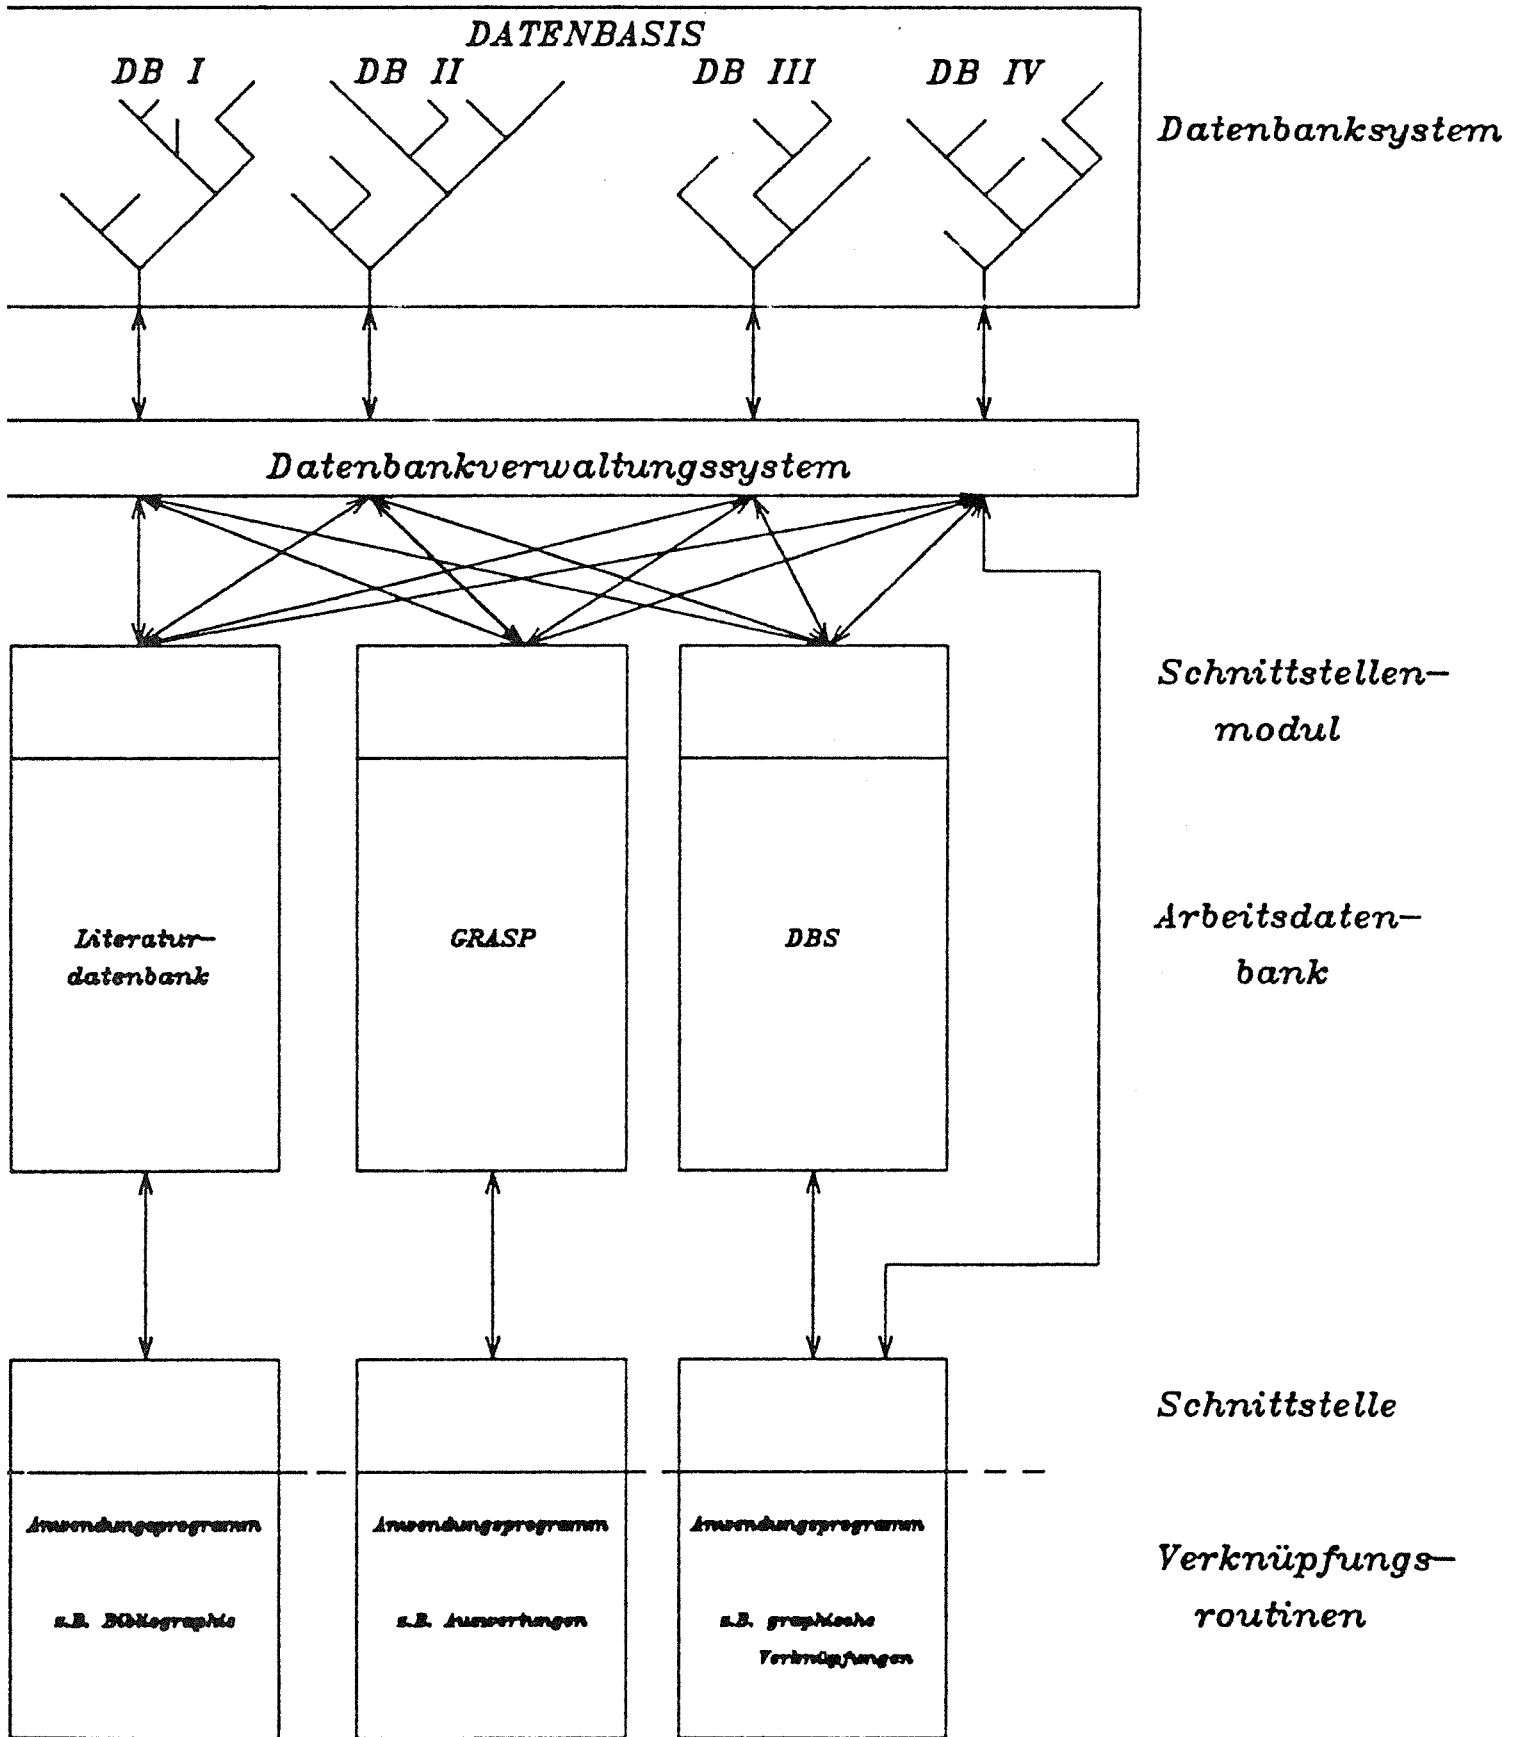 DATENBASIS
DB I DB II DB III DB IV
Datenbanksystem
Datenbankverwaltungssystem
Schnittstellen-
modul
Literatur-
datenbank
GRASP
DBS
Arbeitsdaten-
bank
Schnittstelle
Anwendungsprogramm
z.B. Bibliographie
Anwendungsprogramm
z.B. Auswertungen
Anwendungsprogramm
z.B. graphische
Verknüpfungen
Verknüpfungs-
routinen